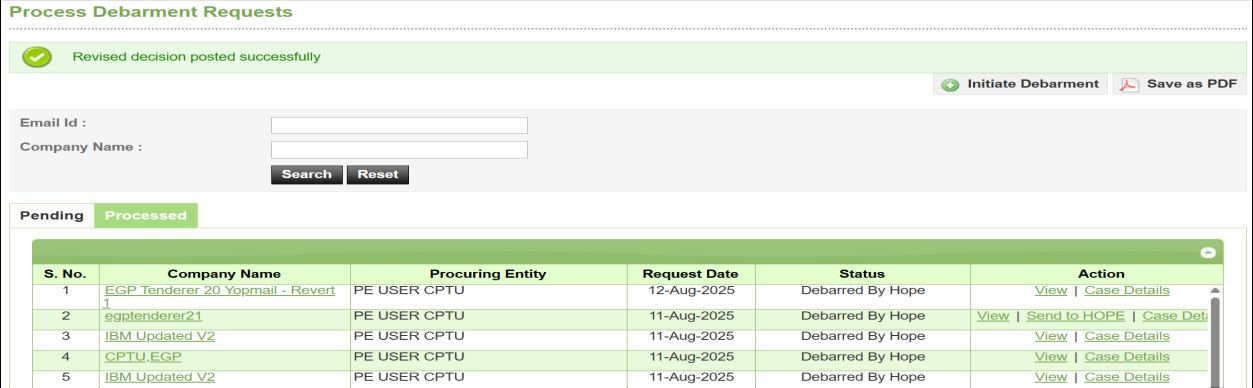 Process Debarment Requests
Revised decision posted successfully
Initiate Debarment Save as PDF
Email Id :
Company Name :
Search Reset
Pending Processed
S. No. Company Name Procuring Entity Request Date Status Action
1 EGP Tenderer 20 Yopmail - Revert PE USER CPTU 12-Aug-2025 Debarred By Hope View | Case Details
1
2 egptenderer21 PE USER CPTU 11-Aug-2025 Debarred By Hope View | Send to HOPE | Case Deta
3 IBM Updated V2 PE USER CPTU 11-Aug-2025 Debarred By Hope View | Case Details
4 CPTU,EGP PE USER CPTU 11-Aug-2025 Debarred By Hope View | Case Details
5 IBM Updated V2 PE USER CPTU 11-Aug-2025 Debarred By Hope View | Case Details